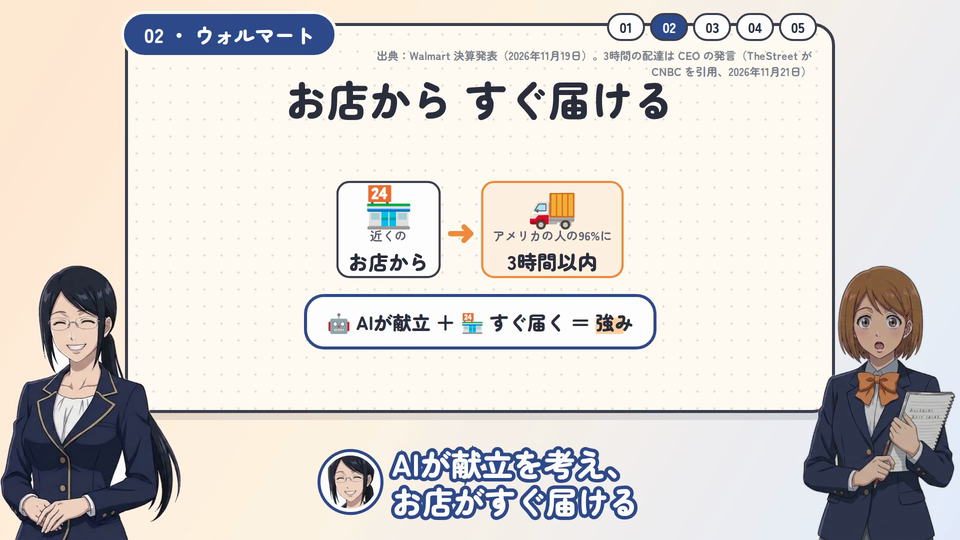 02 ・ ウォルマート
01 02 03 04 05
出典：Walmart 決算発表（2026年11月19日）。3時間の配達は CEO の発言（TheStreet が
CNBC を引用、2026年11月21日）
お店から すぐ届ける
24
近くの
お店から
アメリカの人の96%に
3時間以内
AIが献立 ＋ 24 すぐ届く ＝ 強み
AIが献立を考え、
お店がすぐ届ける